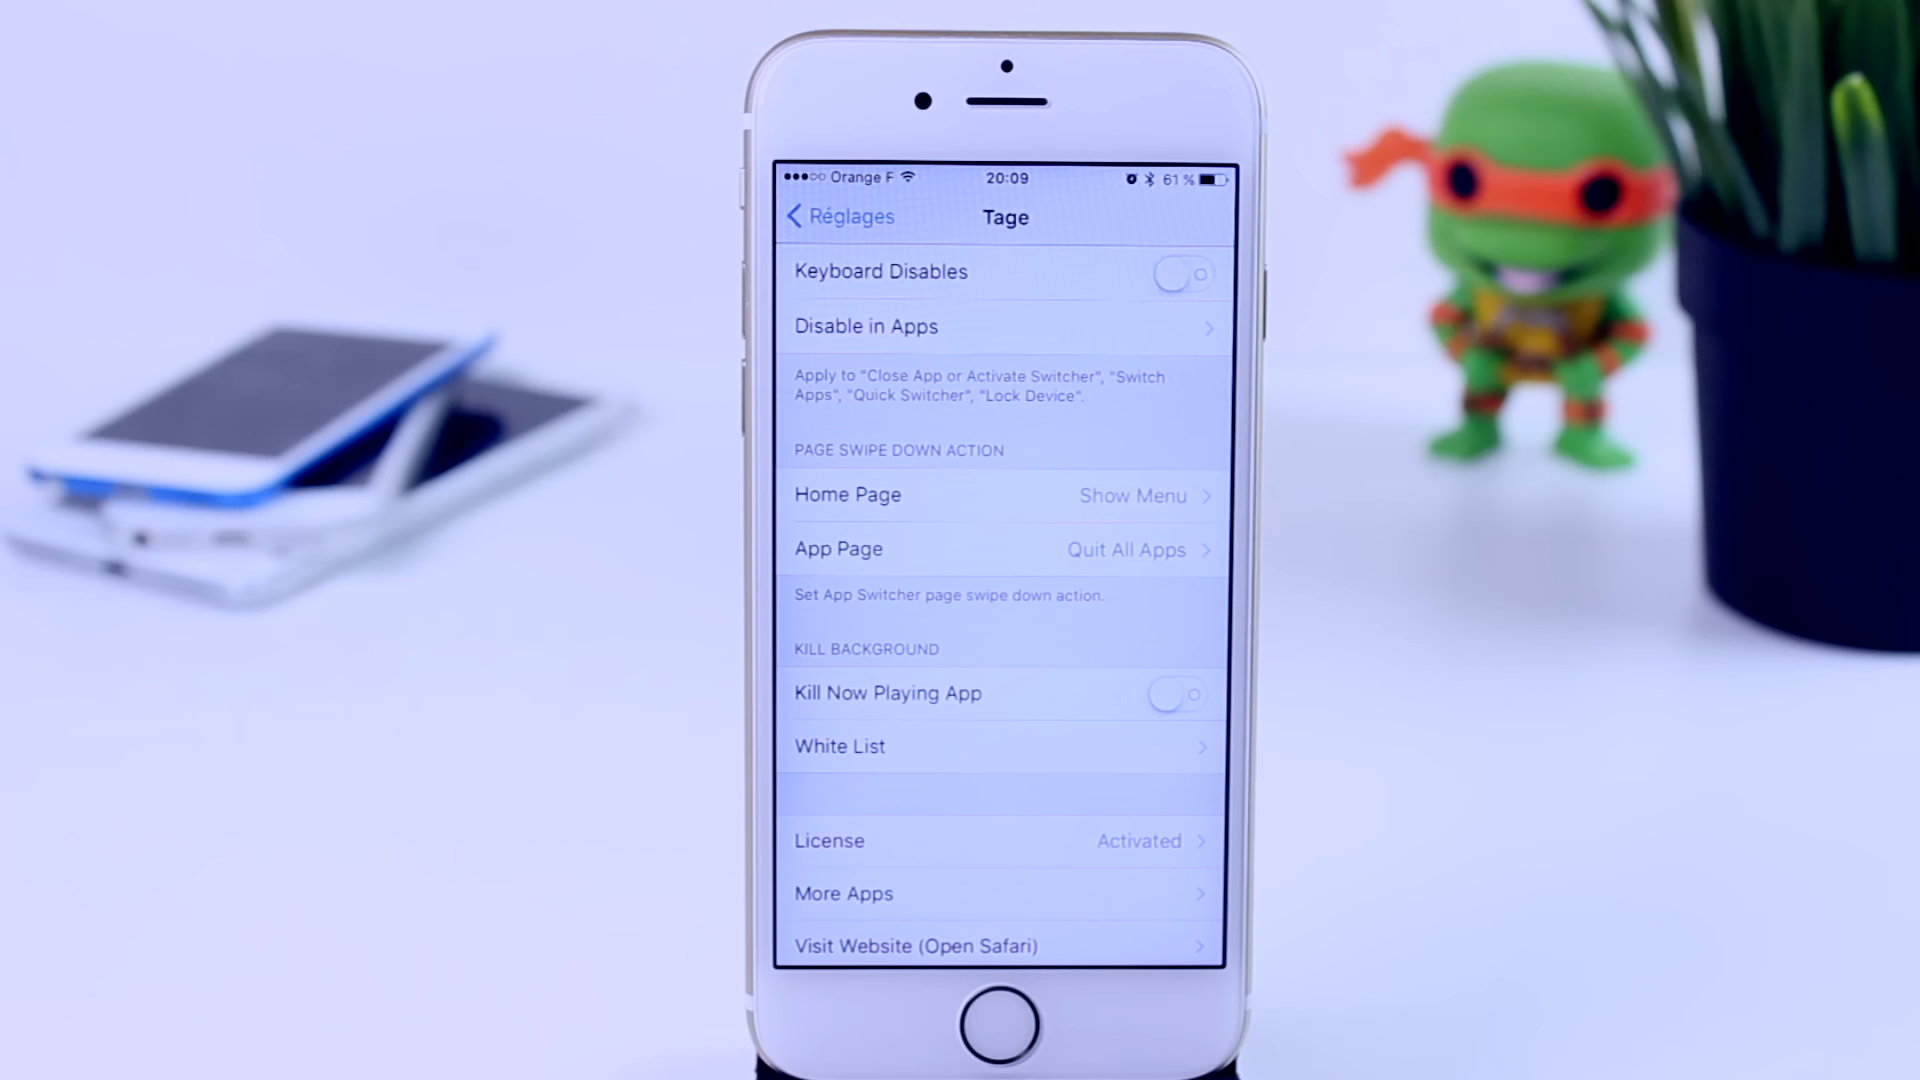 Orange F 20:09 61 %
Réglages Tage
Keyboard Disables
Disable in Apps
Apply to "Close App or Activate Switcher", "Switch
Apps", "Quick Switcher", "Lock Device".
PAGE SWIPE DOWN ACTION
Home Page Show Menu
App Page Quit All Apps
Set App Switcher page swipe down action.
KILL BACKGROUND
Kill Now Playing App
White List
License Activated
More Apps
Visit Website (Open Safari)